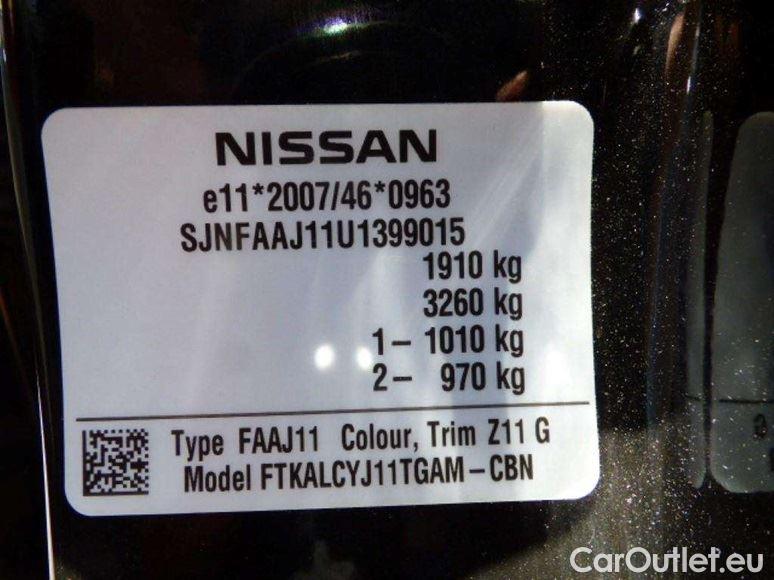 NISSAN
e11*2007/46*0963
SJNFAAJ11U1399015
1910 kg
3260 kg
1– 1010 kg
2– 970 kg
Type FAAJ11 Colour, Trim Z11 G
Model FTKALCYJ11TGAM–CBN
CarOutlet.eu